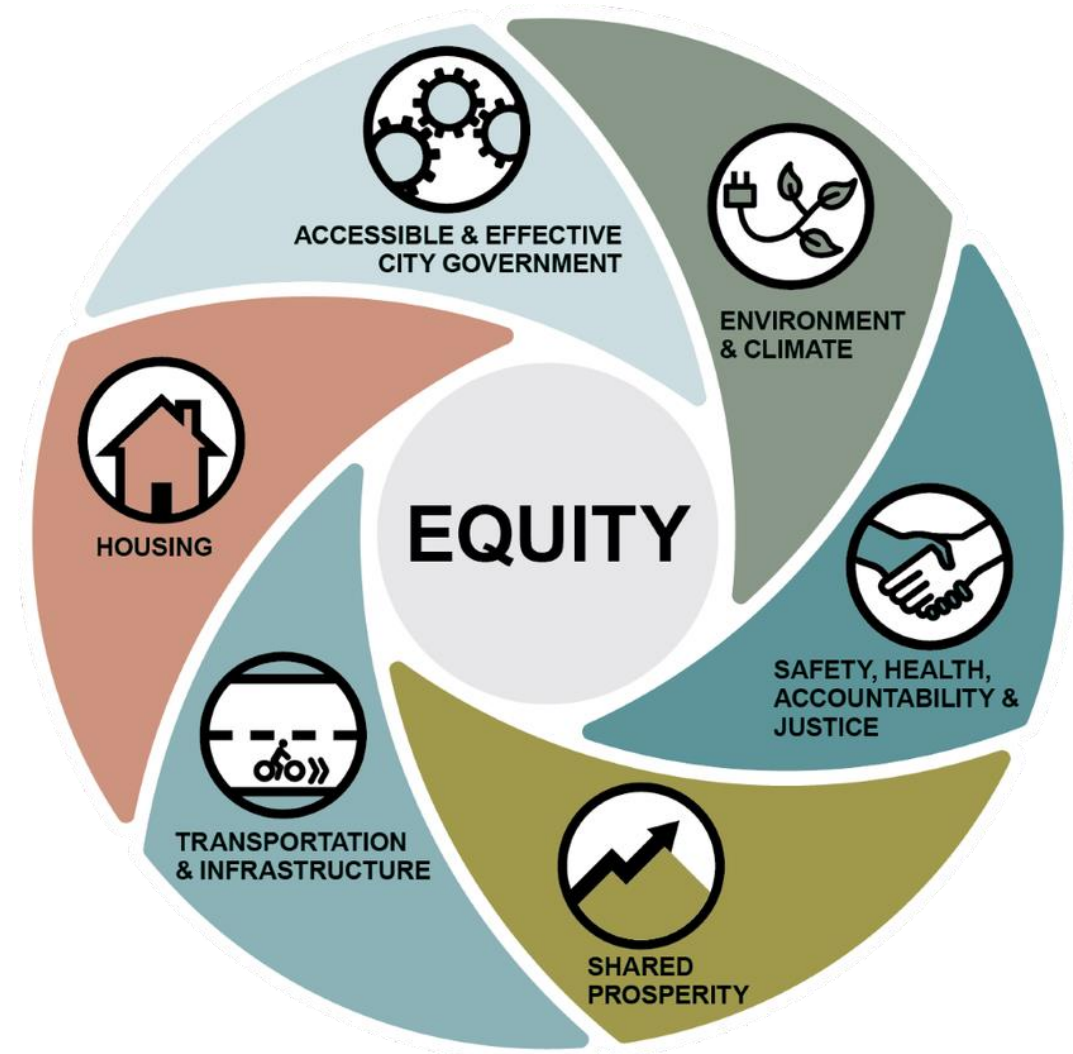 ACCESSIBLE & EFFECTIVE
CITY GOVERNMENT
ENVIRONMENT
& CLIMATE
HOUSING
EQUITY
SAFETY, HEALTH,
ACCOUNTABILITY &
JUSTICE
TRANSPORTATION
& INFRASTRUCTURE
SHARED
PROSPERITY